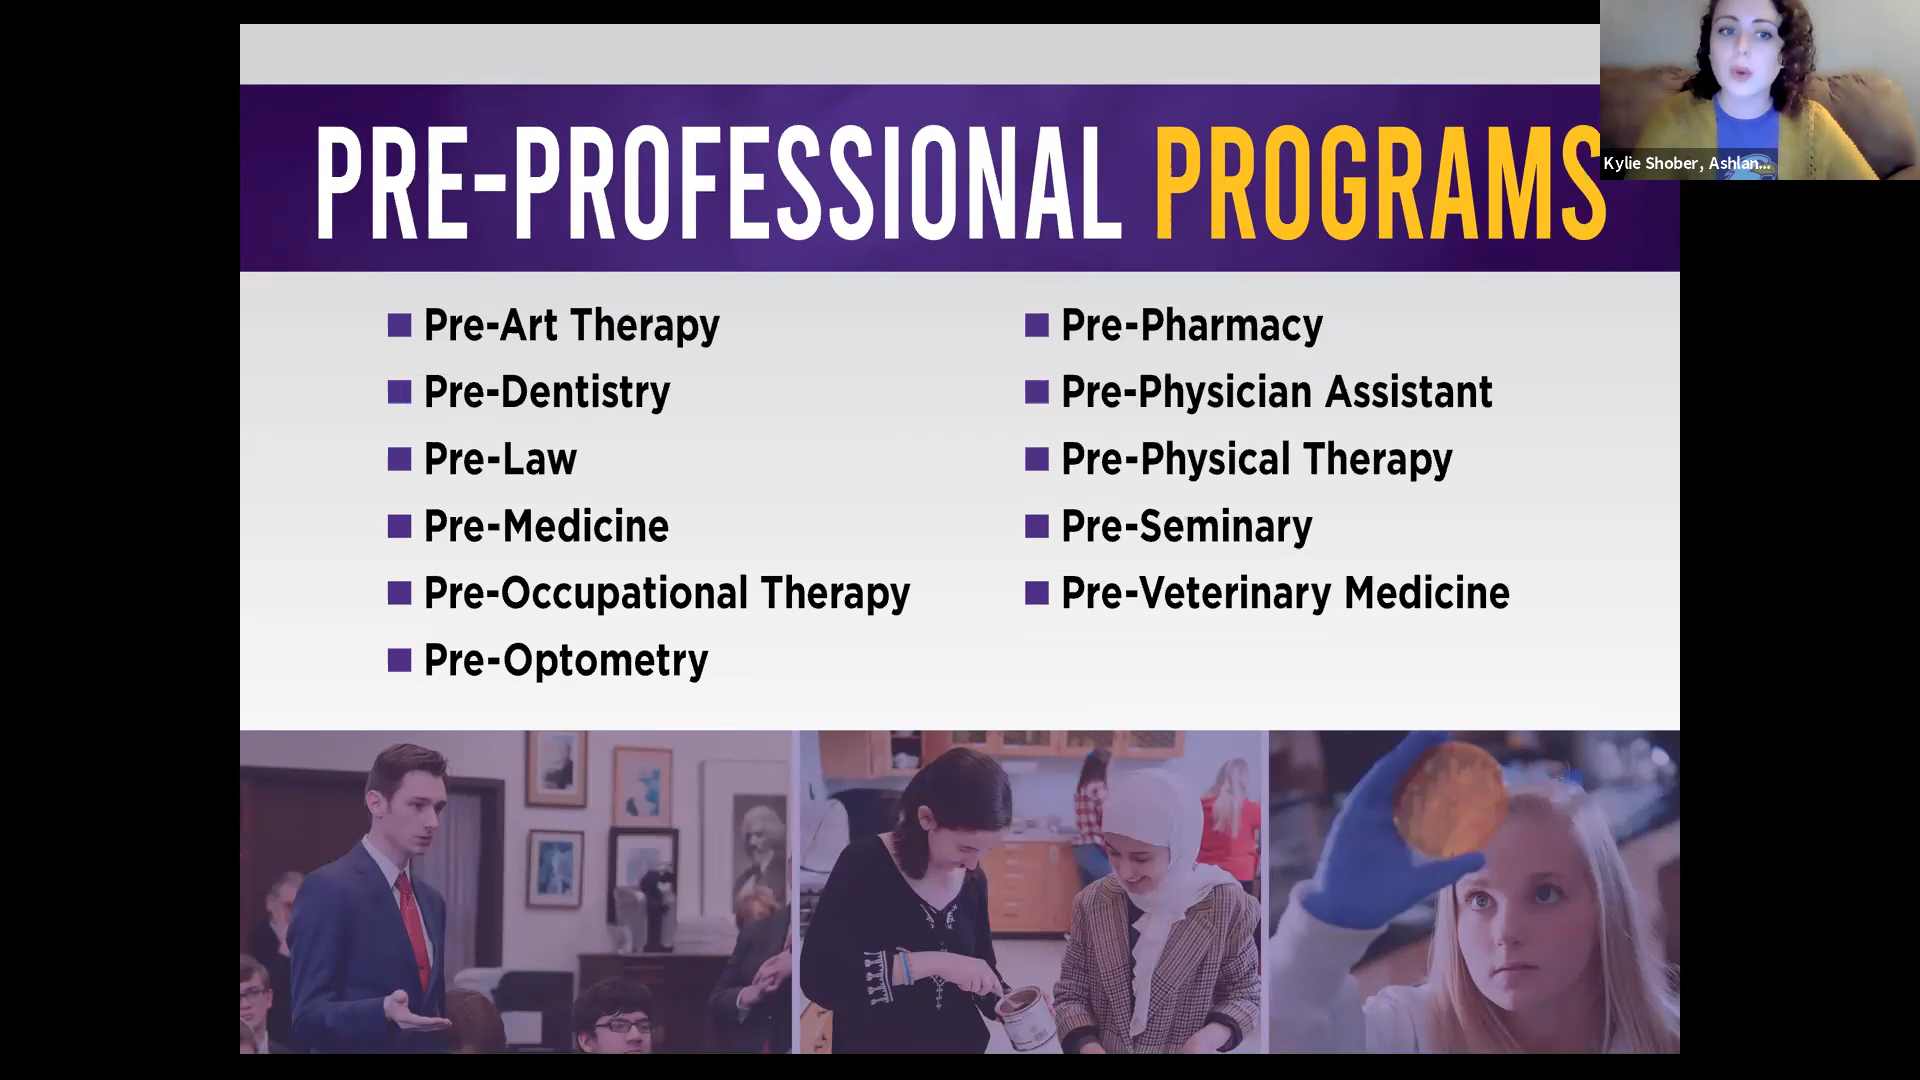 PRE-PROFESSIONAL PROGRAMS
Kylie Shober, Ashlan...
Pre-Art Therapy
Pre-Dentistry
Pre-Law
Pre-Medicine
Pre-Occupational Therapy
Pre-Optometry
Pre-Pharmacy
Pre-Physician Assistant
Pre-Physical Therapy
Pre-Seminary
Pre-Veterinary Medicine